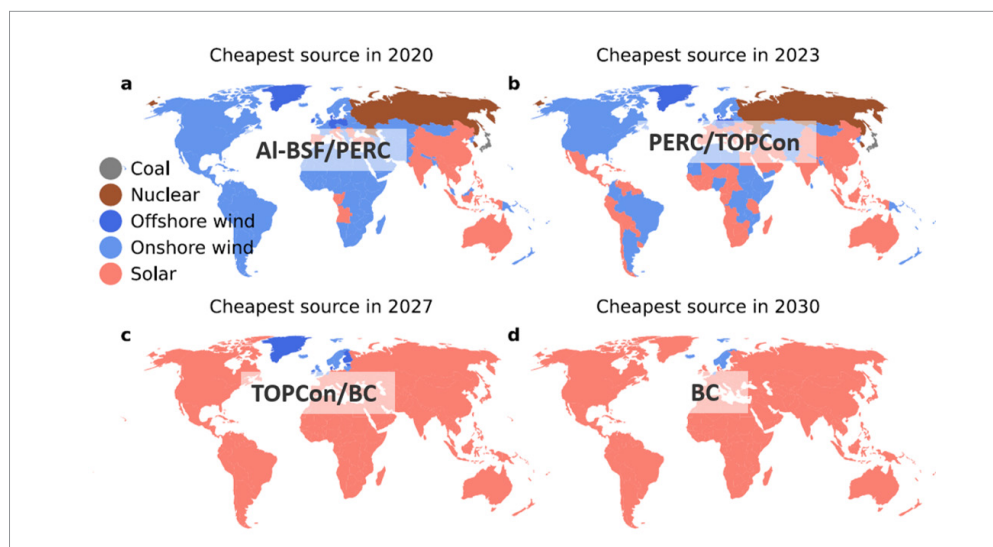 Cheapest source in 2020
a
Al-BSF/PERC
Coal
Nuclear
Offshore wind
Onshore wind
Solar
Cheapest source in 2023
b
PERC/TOPCon
Cheapest source in 2027
c
TOPCon/BC
Cheapest source in 2030
d
BC